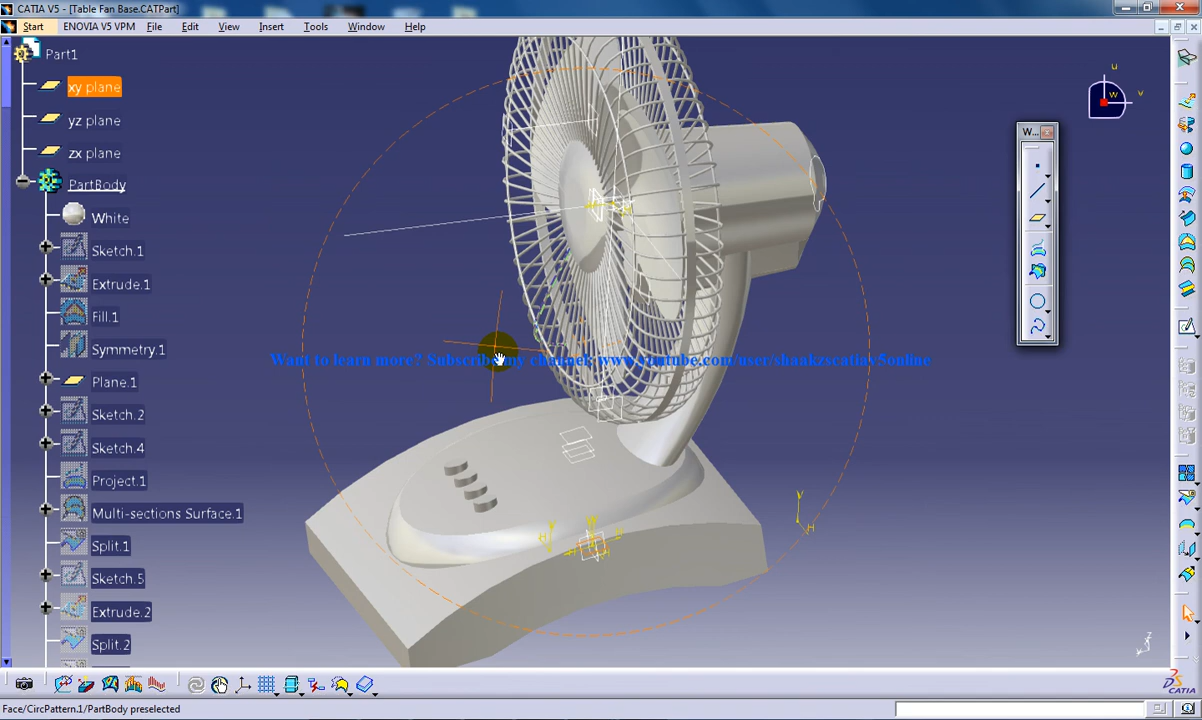 CATIA V5 - [Table Fan Base.CATPart]
Start ENOVIA V5 VPM File Edit View Insert Tools Window Help
Part1
xy plane
yz plane
zx plane
PartBody
White
Sketch.1
Extrude.1
Fill.1
Symmetry.1
Plane.1
Sketch.2
Sketch.4
Project.1
Multi-sections Surface.1
Split.1
Sketch.5
Extrude.2
Split.2
W...
u
v
w
Want to learn more? Subscribe my channel: www.youtube.com/user/shaakzscatiav5online
V
H
CATIA
Face/CircPattern.1/PartBody preselected